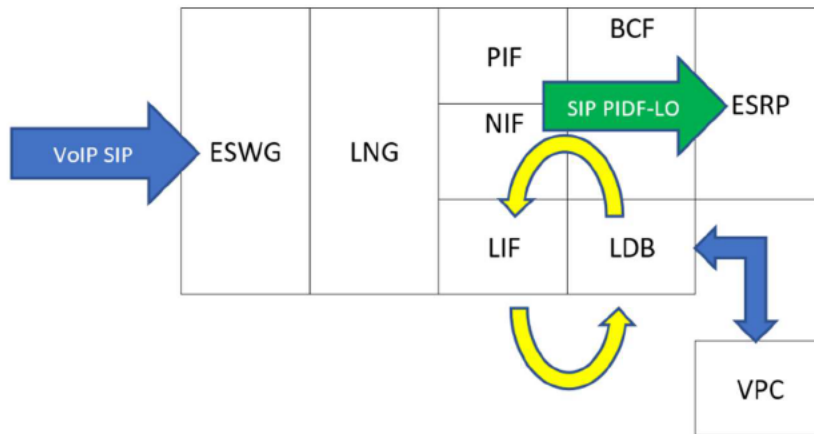 BCF
PIF
VoIP SIP
ESWG
LNG
NIF
SIP PIDF-LO
ESRP
LIF
LDB
VPC